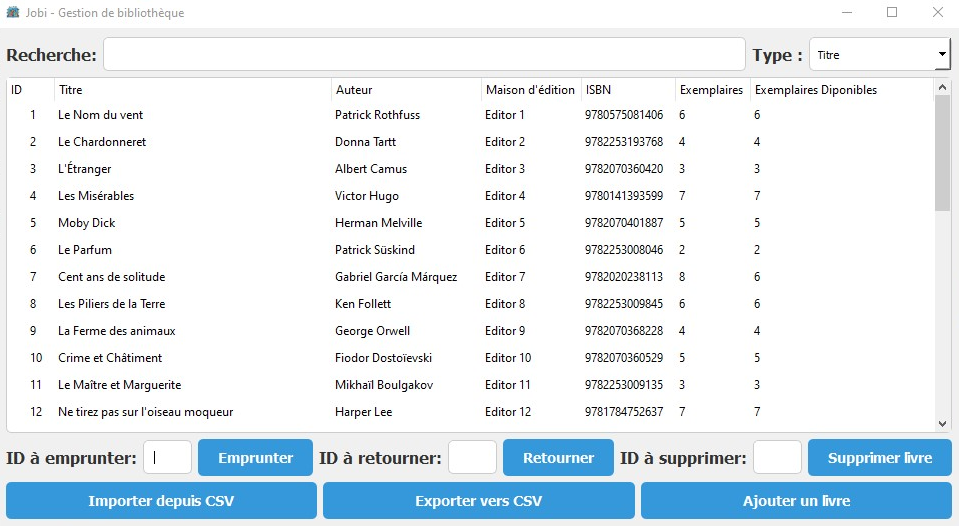 Jobi - Gestion de bibliothèque
Recherche: Type : Titre
ID Titre Auteur Maison d'édition ISBN Exemplaires Exemplaires Diponibles
1 Le Nom du vent Patrick Rothfuss Editor 1 9780575081406 6 6
2 Le Chardonneret Donna Tartt Editor 2 9782253193768 4 4
3 L'Étranger Albert Camus Editor 3 9782070360420 3 3
4 Les Misérables Victor Hugo Editor 4 9780141393599 7 7
5 Moby Dick Herman Melville Editor 5 9782070401887 5 5
6 Le Parfum Patrick Süskind Editor 6 9782253008046 2 2
7 Cent ans de solitude Gabriel García Márquez Editor 7 9782020238113 8 6
8 Les Piliers de la Terre Ken Follett Editor 8 9782253009845 6 6
9 La Ferme des animaux George Orwell Editor 9 9782070368228 4 4
10 Crime et Châtiment Fiodor Dostoïevski Editor 10 9782070360529 5 5
11 Le Maître et Marguerite Mikhaïl Boulgakov Editor 11 9782253009135 3 3
12 Ne tirez pas sur l'oiseau moqueur Harper Lee Editor 12 9781784752637 7 7
ID à emprunter: Emprunter ID à retourner: Retourner ID à supprimer: Supprimer livre
Importer depuis CSV Exporter vers CSV Ajouter un livre